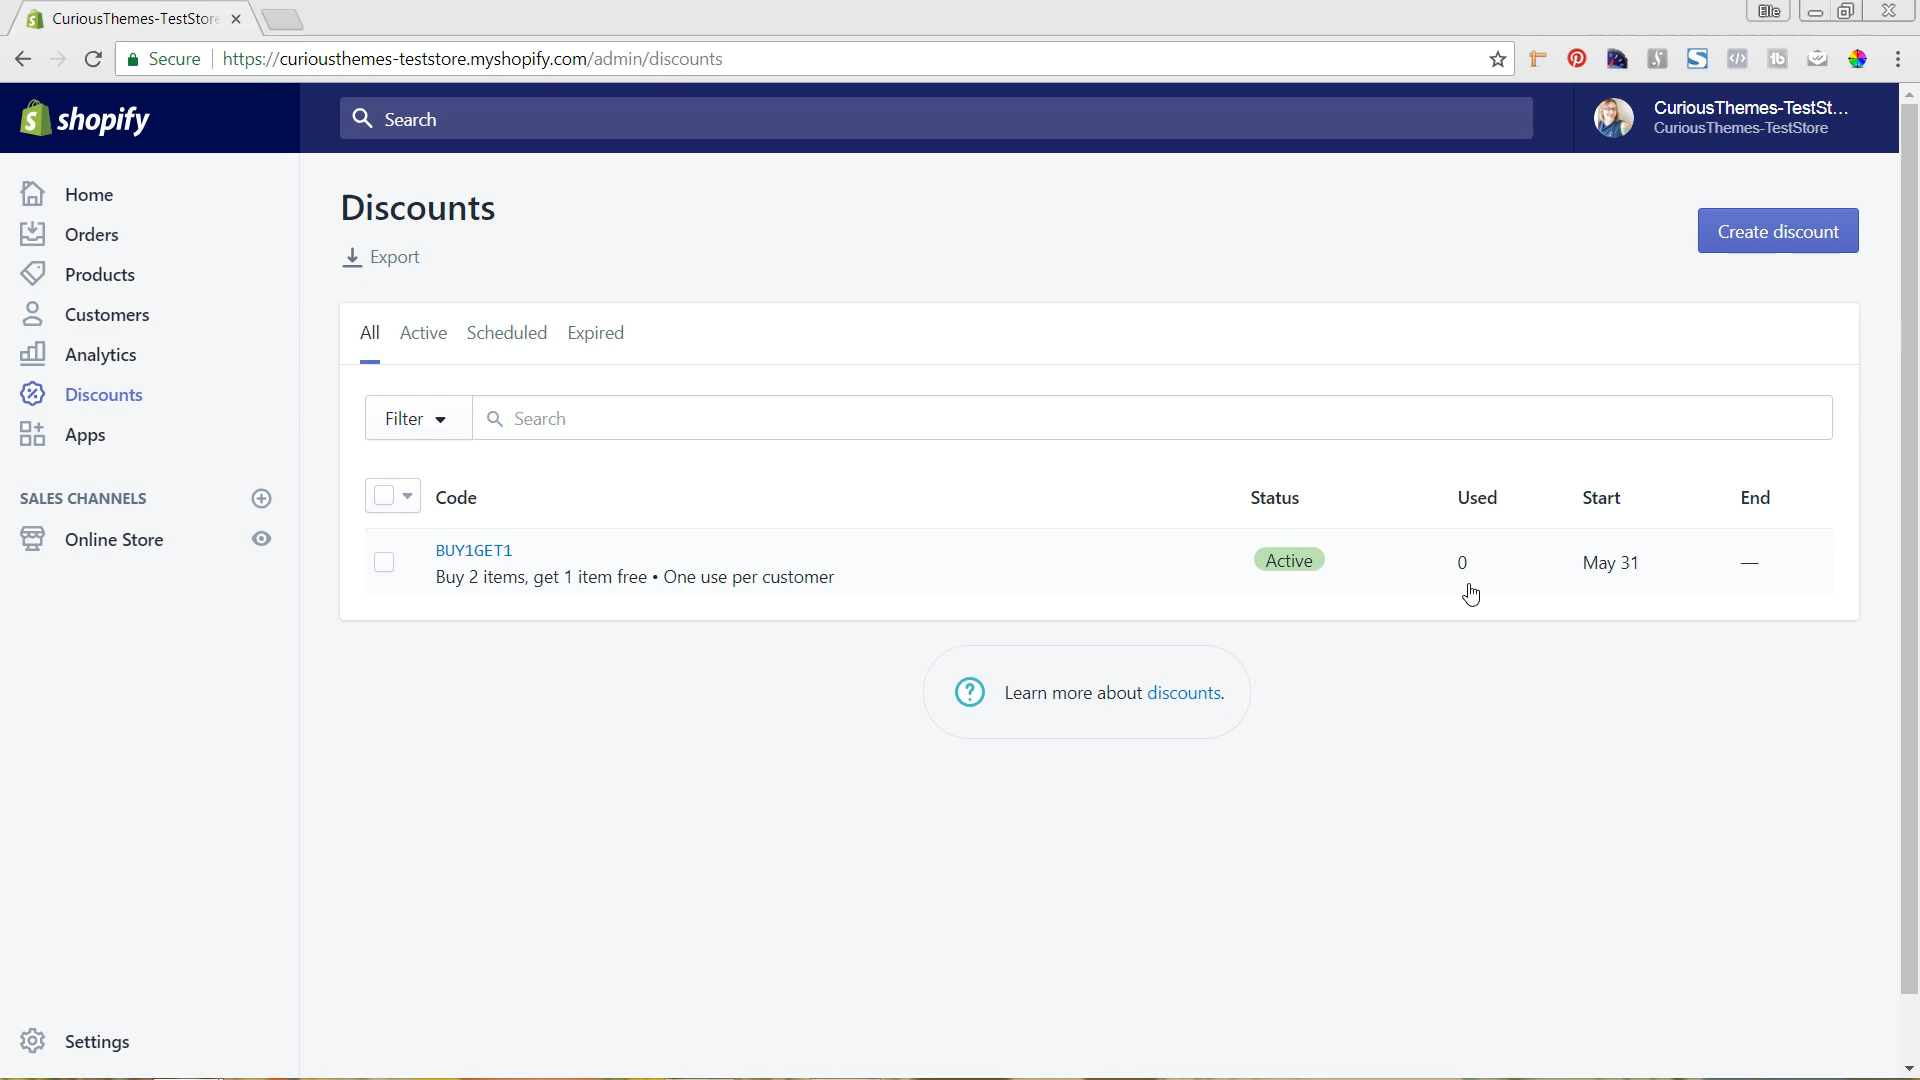 CuriousThemes-TestStore
Elle
Secure
https://curiousthemes-teststore.myshopify.com/admin/discounts
shopify
Search
CuriousThemes-TestSt...
CuriousThemes-TestStore
Home
Orders
Products
Customers
Analytics
Discounts
Apps
SALES CHANNELS
Online Store
Settings
Discounts
Export
Create discount
All Active Scheduled Expired
Filter Search
Code Status Used Start End
BUY1GET1
Buy 2 items, get 1 item free • One use per customer
Active 0 May 31 —
Learn more about discounts.